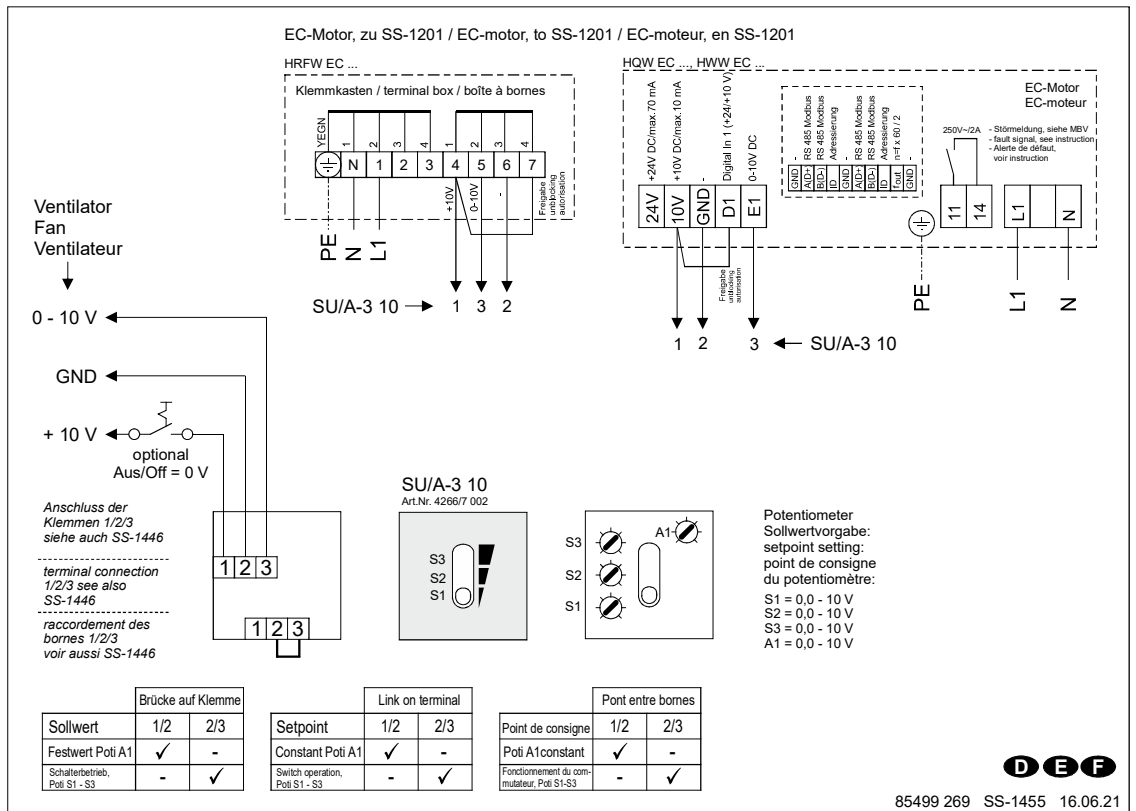 EC-Motor, zu SS-1201 / EC-motor, to SS-1201 / EC-moteur, en SS-1201
HRFW EC ...
Klemmkasten / terminal box / boîte à bornes
YEGN 1 2 3 4 1 2 3 4
N 1 2 3 4 5 6 7
+10V 0-10V - Freigabe unblocking autorisation
PE N L1
SU/A-3 10 1 3 2
HQW EC ..., HWW EC ...
+24V DC/max.70 mA
+10V DC/max.10 mA
-
Digital In 1 (+24/+10 V)
0-10V DC
24V 10V GND D1 E1
Freigabe
unblocking
autorisation
1 2 3 SU/A-3 10
- RS 485 Modbus RS 485 Modbus Adressierung - RS 485 Modbus RS 485 Modbus Adressierung n=f x 60 / 2 -
GND A(D+) B(D-) ID GND A(D+) B(D-) ID fout GND
EC-Motor
EC-moteur
250V~/2A
- Störmeldung, siehe MBV
- fault signal, see instruction
- Alerte de défaut,
voir instruction
11 14 L1 N
PE L1 N
Ventilator
Fan
Ventilateur
0 - 10 V
GND
+ 10 V
optional
Aus/Off = 0 V
Anschluss der
Klemmen 1/2/3
siehe auch SS-1446
terminal connection
1/2/3 see also
SS-1446
raccordement des
bornes 1/2/3
voir aussi SS-1446
1 2 3
1 2 3
SU/A-3 10
Art.Nr. 4266/7 002
S3
S2
S1
A1
S3
S2
S1
Potentiometer
Sollwertvorgabe:
setpoint setting:
point de consigne
du potentiomètre:
S1 = 0,0 - 10 V
S2 = 0,0 - 10 V
S3 = 0,0 - 10 V
A1 = 0,0 - 10 V
Brücke auf Klemme
Sollwert 1/2 2/3
Festwert Poti A1 ✓ -
Schalterbetrieb,
Poti S1 - S3 - ✓
Link on terminal
Setpoint 1/2 2/3
Constant Poti A1 ✓ -
Switch operation,
Poti S1 - S3 - ✓
Pont entre bornes
Point de consigne 1/2 2/3
Poti A1constant ✓ -
Fonctionnement du com-
mutateur, Poti S1-S3 - ✓
D E F
85499 269 SS-1455 16.06.21